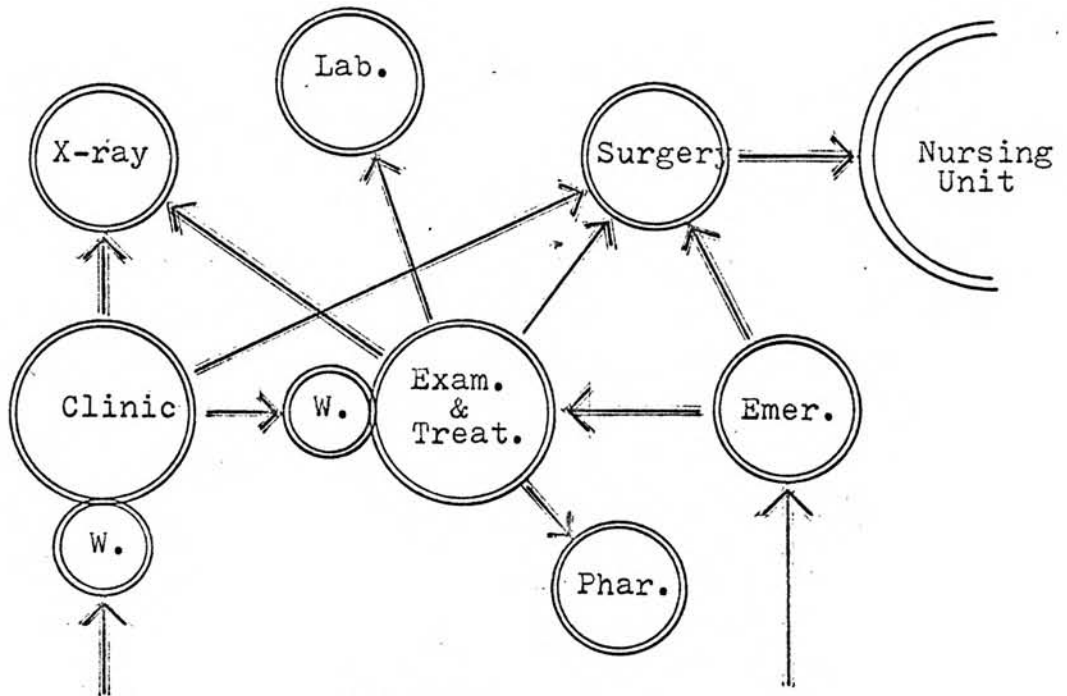 Lab.
X-ray
Surgery
Nursing
Unit
Clinic
W.
Exam.
&
Treat.
Emer.
W.
Phar.